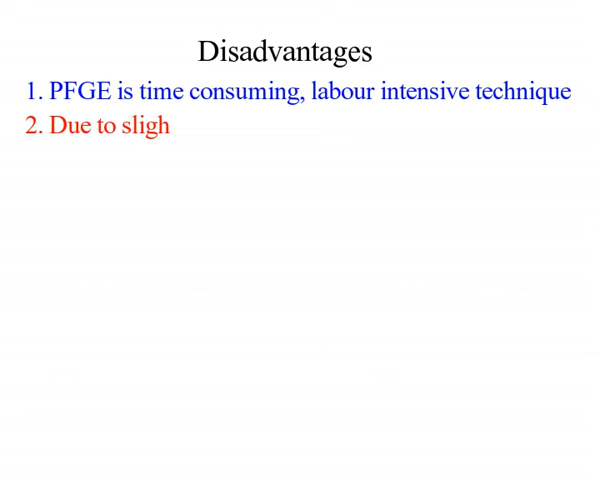 Disadvantages
1. PFGE is time consuming, labour intensive technique
2. Due to sligh